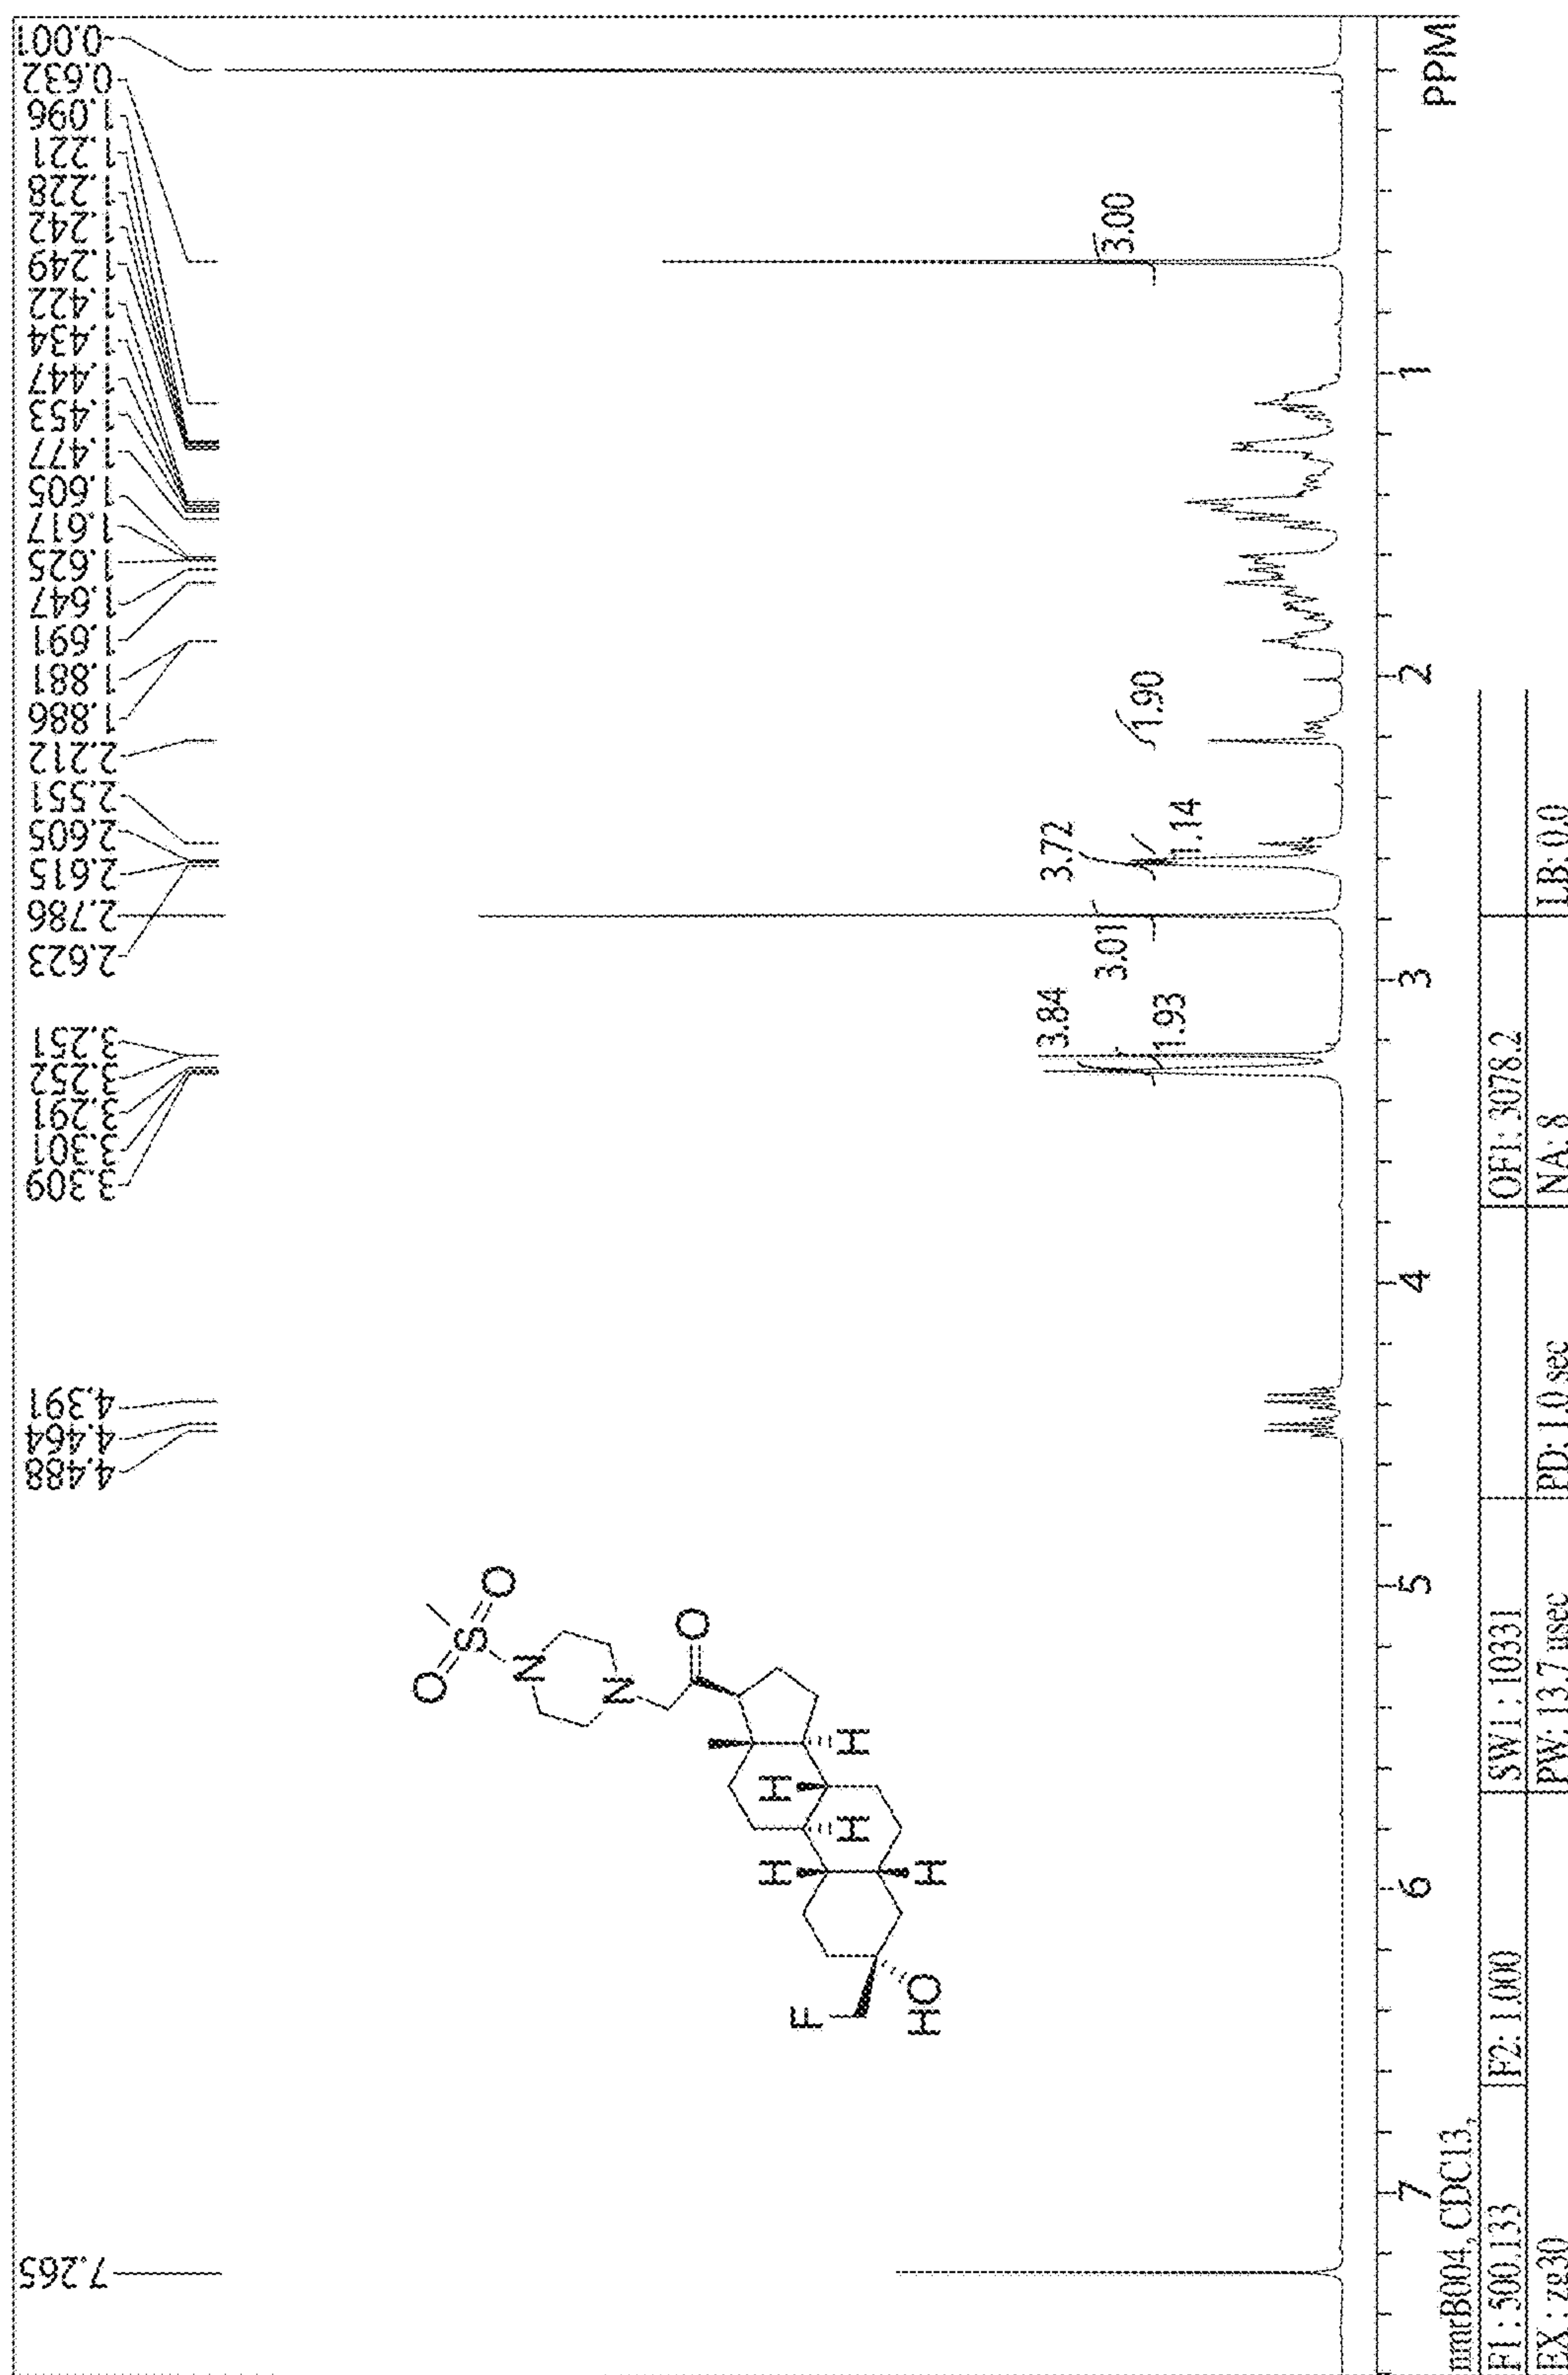 7.265
4.488
4.464
4.391
3.309
3.301
3.291
3.252
3.251
2.623
2.786
2.615
2.605
2.551
2.212
1.886
1.881
1.691
1.647
1.625
1.617
1.605
1.477
1.453
1.447
1.434
1.422
1.249
1.242
1.228
1.221
1.096
0.632
-0.001
O
S
O
N
N
O
H
H
H
H
H
F
HO
3.84
1.93
3.01
3.72
1.14
1.90
3.00
7
6
5
4
3
2
1
PPM
nmrB004, CDCl3,
F1: 500.133 F2: 1.000 SW1: 10331 OF1: 3078.2
EX: zg30 PW: 13.7 usec PD: 1.0 sec NA: 8 LB: 0.0